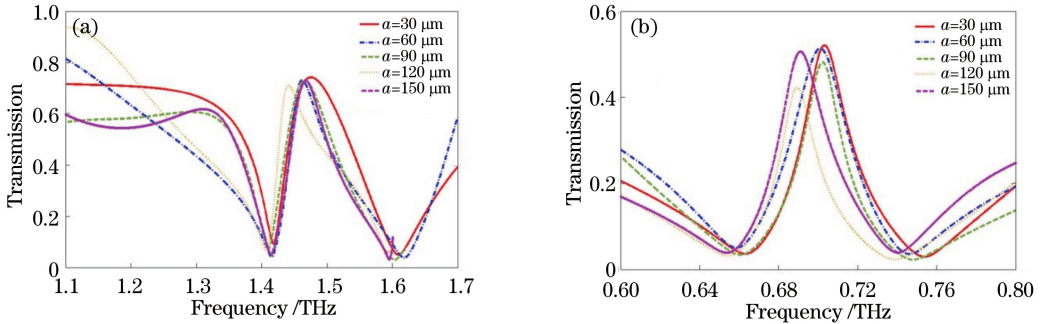 (a)
a=30 μm
a=60 μm
a=90 μm
a=120 μm
a=150 μm
1.0
0.8
0.6
0.4
0.2
0
Transmission
1.1 1.2 1.3 1.4 1.5 1.6 1.7
Frequency /THz
(b)
a=30 μm
a=60 μm
a=90 μm
a=120 μm
a=150 μm
0.6
0.4
0.2
0
Transmission
0.60 0.64 0.68 0.72 0.76 0.80
Frequency /THz